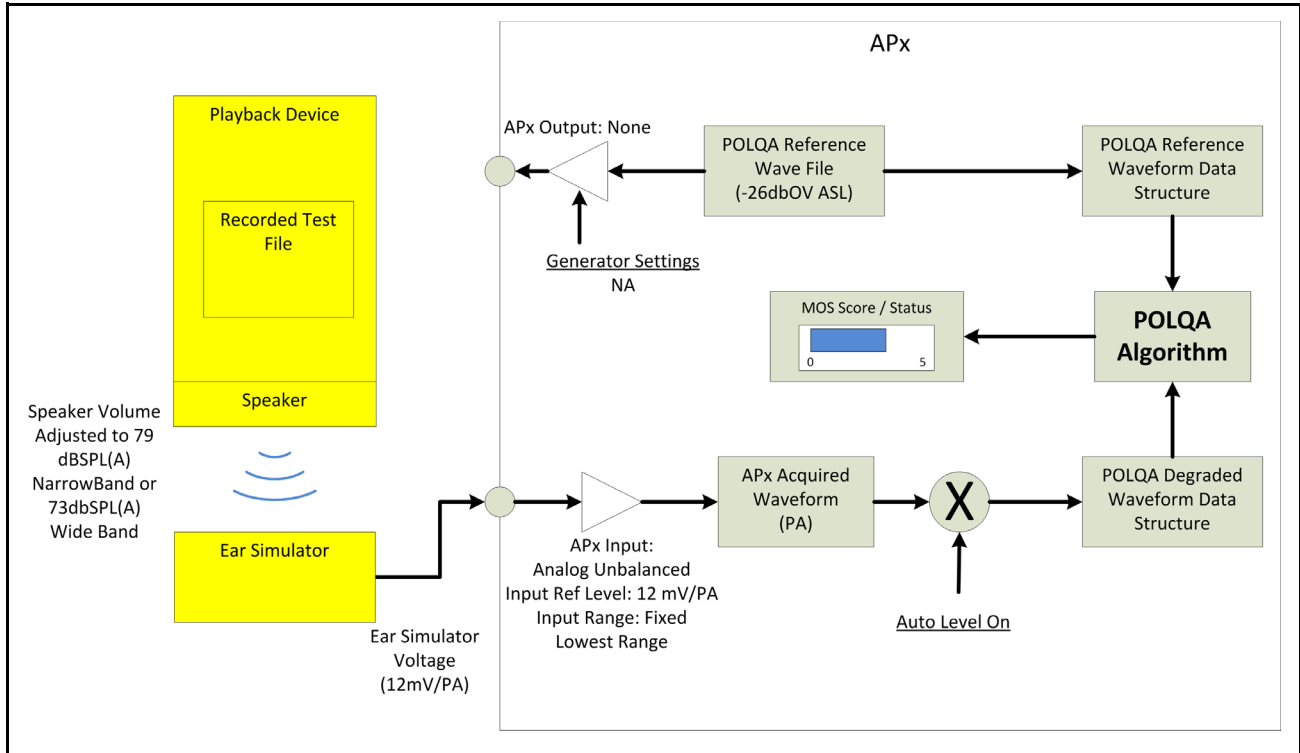 APx
Playback Device
Recorded Test
File
Speaker
Speaker Volume
Adjusted to 79
dBSPL(A)
NarrowBand or
73dbSPL(A)
Wide Band
Ear Simulator
Ear Simulator
Voltage
(12mV/PA)
APx Output: None
Generator Settings
NA
POLQA Reference
Wave File
(-26dbOV ASL)
POLQA Reference
Waveform Data
Structure
MOS Score / Status
0
5
POLQA
Algorithm
APx Input:
Analog Unbalanced
Input Ref Level: 12 mV/PA
Input Range: Fixed
Lowest Range
APx Acquired
Waveform
(PA)
X
Auto Level On
POLQA Degraded
Waveform Data
Structure